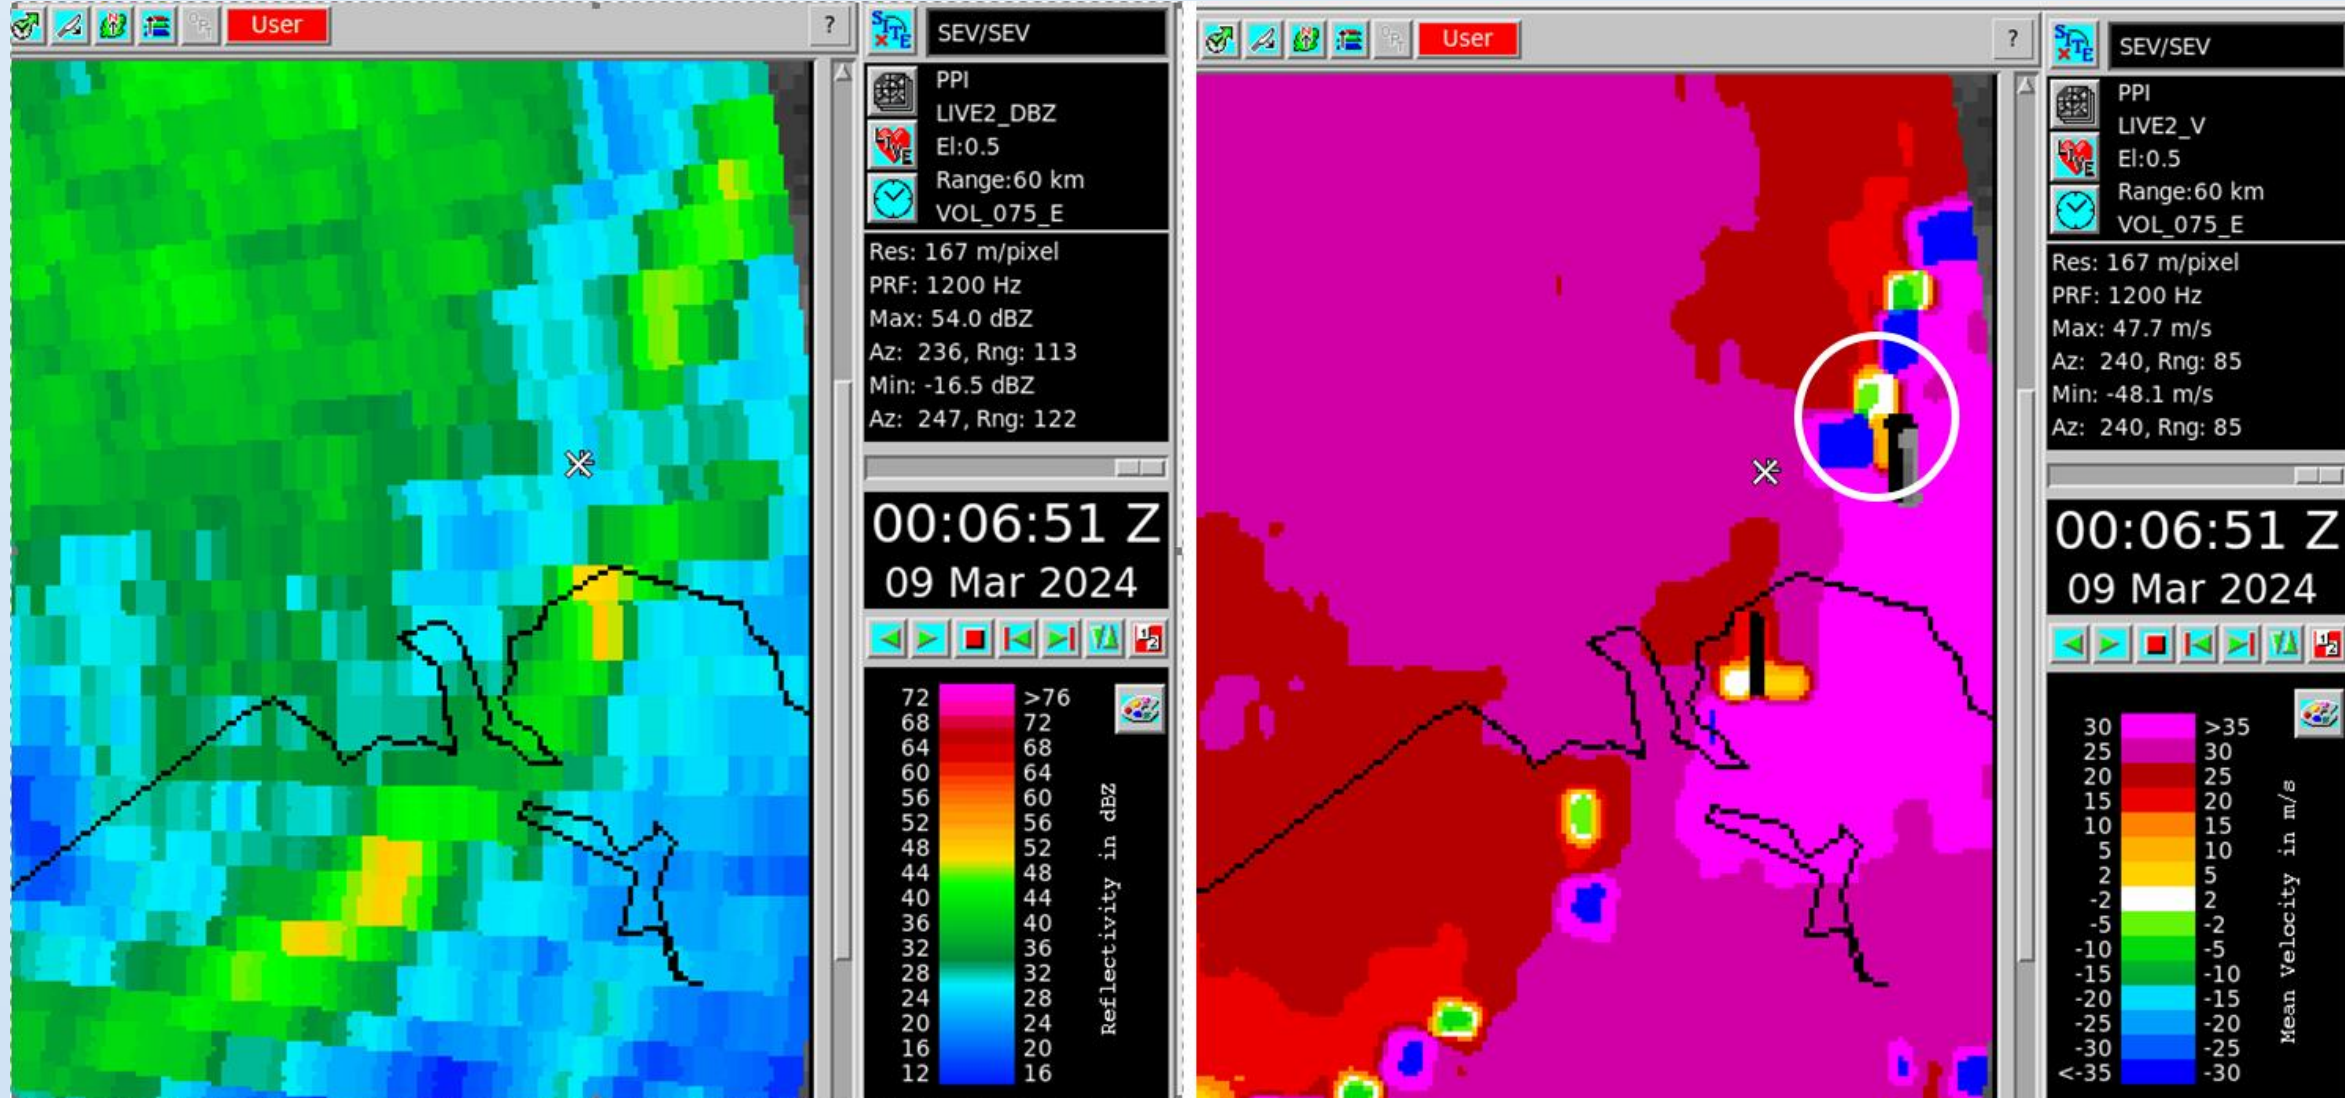 User
?
SITE
SEV/SEV
PPI
LIVE2_DBZ
LIVE
El:0.5
Range:60 km
VOL_075_E
Res: 167 m/pixel
PRF: 1200 Hz
Max: 54.0 dBZ
Az: 236, Rng: 113
Min: -16.5 dBZ
Az: 247, Rng: 122
00:06:51 Z
09 Mar 2024
72 >76
68 72
64 68
60 64
56 60
52 56
48 52
44 48
40 44
36 40
32 36
28 32
24 28
20 24
16 20
12 16
Reflectivity in dBZ
User
?
SITE
SEV/SEV
PPI
LIVE2_V
LIVE
El:0.5
Range:60 km
VOL_075_E
Res: 167 m/pixel
PRF: 1200 Hz
Max: 47.7 m/s
Az: 240, Rng: 85
Min: -48.1 m/s
Az: 240, Rng: 85
00:06:51 Z
09 Mar 2024
30 >35
25 30
20 25
15 20
10 15
5 10
2 5
-2 2
-5 -2
-10 -5
-15 -10
-20 -15
-25 -20
-30 -25
<-35 -30
Mean Velocity in m/s